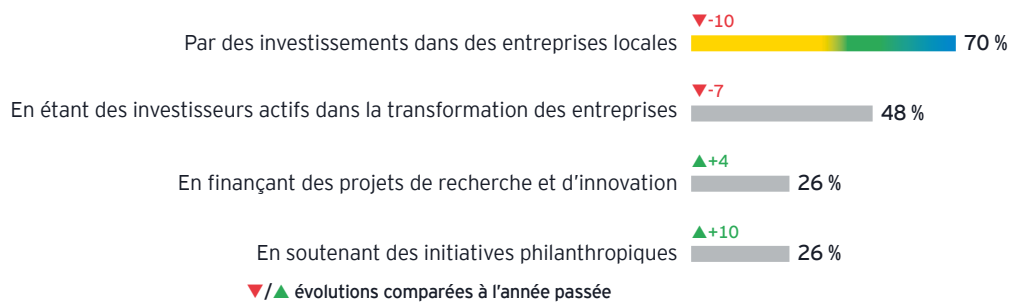 ▼-10
Par des investissements dans des entreprises locales 70 %
▼-7
En étant des investisseurs actifs dans la transformation des entreprises 48 %
▲+4
En finançant des projets de recherche et d’innovation 26 %
▲+10
En soutenant des initiatives philanthropiques 26 %
▼/▲ évolutions comparées à l’année passée